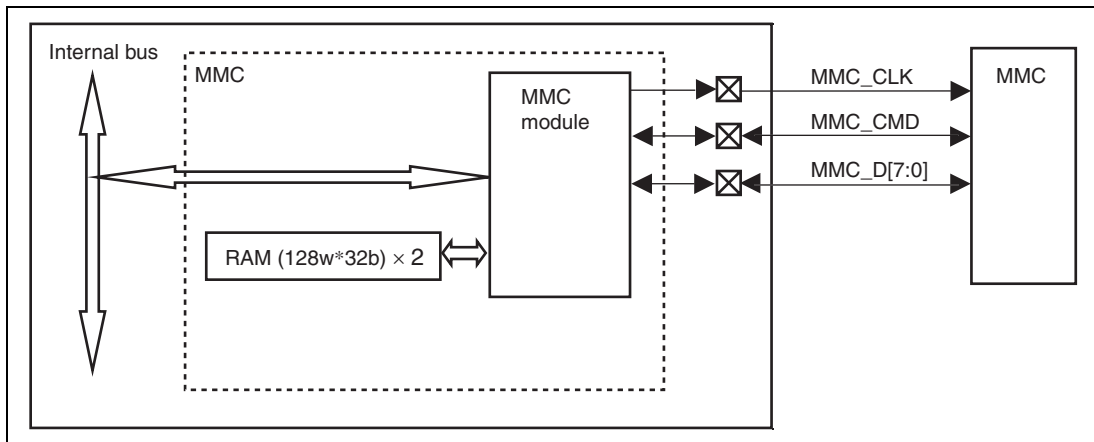 Internal bus
MMC
MMC
module
RAM (128w*32b) × 2
MMC_CLK
MMC_CMD
MMC_D[7:0]
MMC